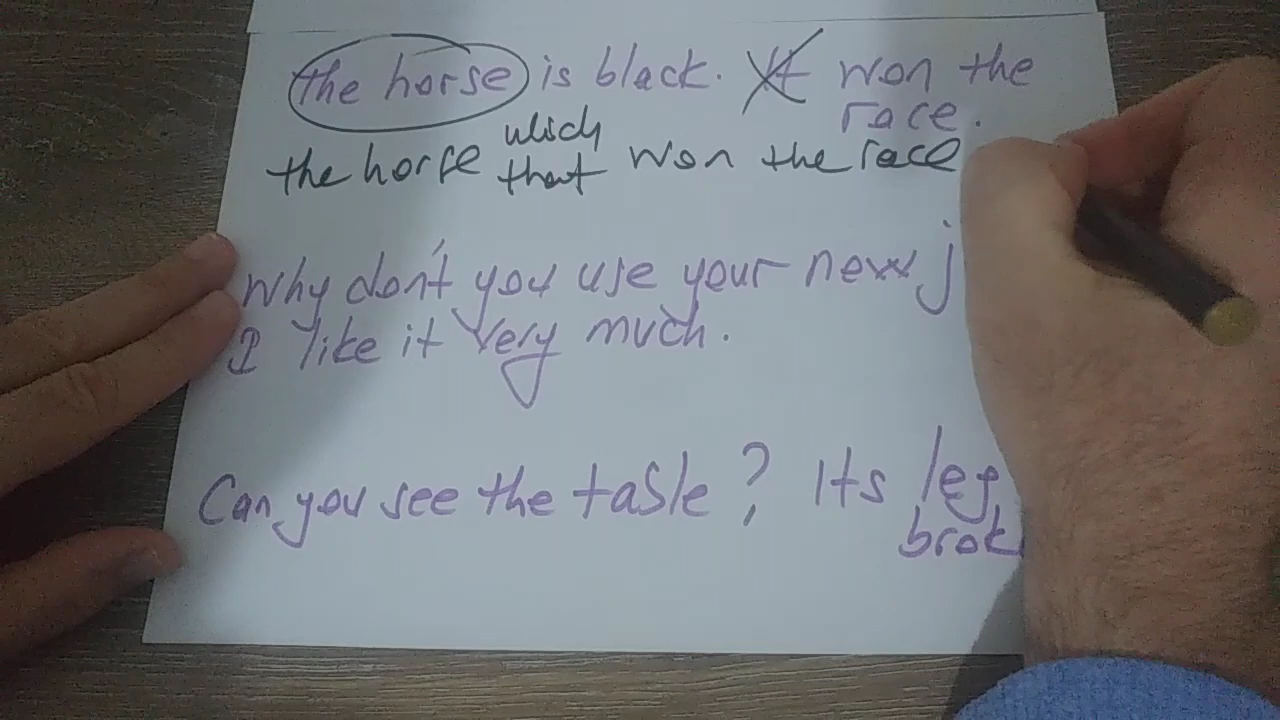 the horse is black. It won the
race.
which
the horse that won the race
Why don't you use your new j
I like it very much.
Can you see the table? Its leg
brok